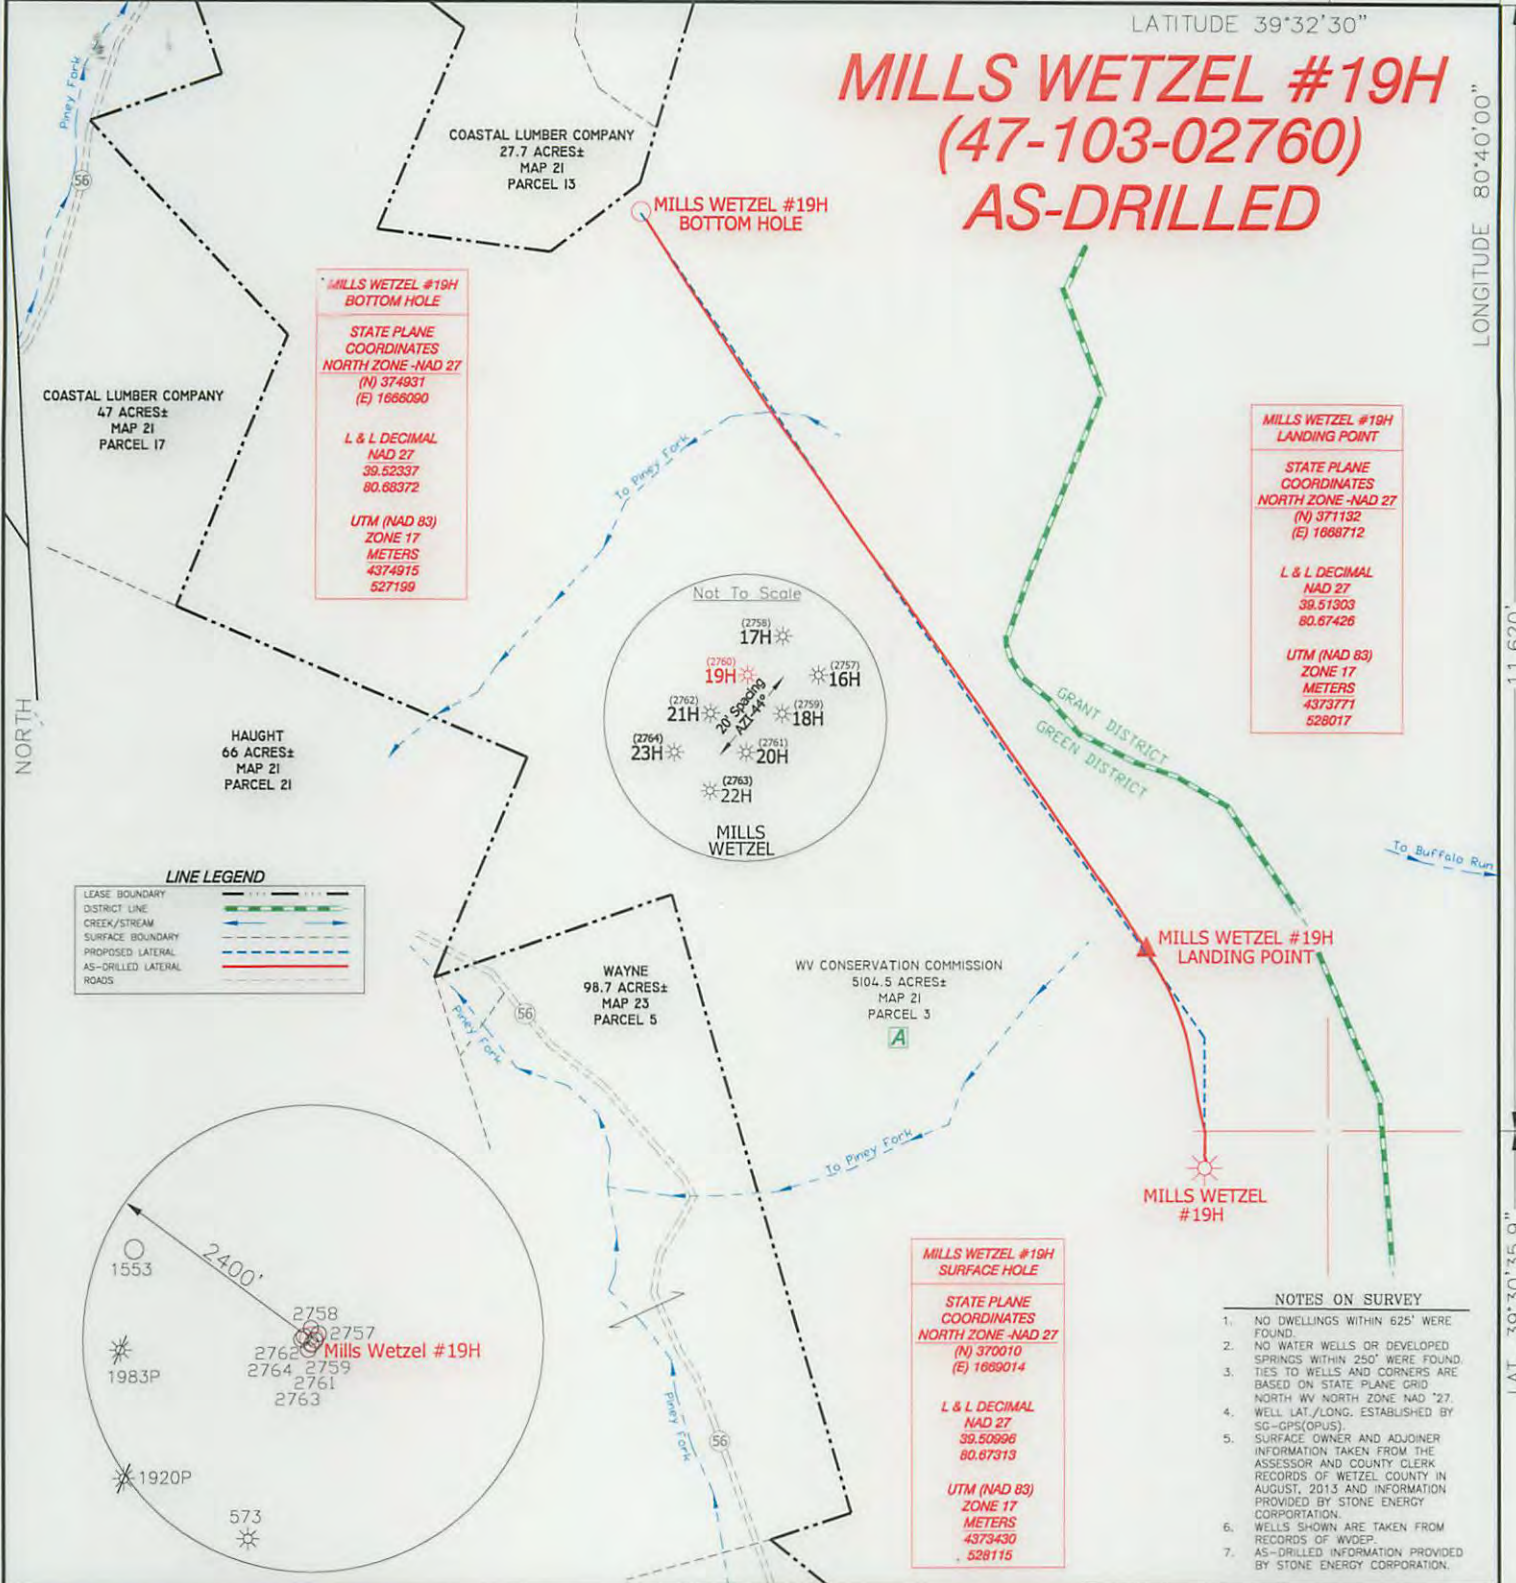 LATITUDE 39°32'30"
MILLS WETZEL #19H
(47-103-02760)
AS-DRILLED
LONGITUDE 80°40'00"
Piney Fork
56
COASTAL LUMBER COMPANY
27.7 ACRES±
MAP 21
PARCEL 13
MILLS WETZEL #19H
BOTTOM HOLE
MILLS WETZEL #19H
BOTTOM HOLE
STATE PLANE
COORDINATES
NORTH ZONE -NAD 27
(N) 374931
(E) 1666090
L & L DECIMAL
NAD 27
39.52337
80.68372
UTM (NAD 83)
ZONE 17
METERS
4374915
527199
COASTAL LUMBER COMPANY
47 ACRES±
MAP 21
PARCEL 17
To Piney Fork
MILLS WETZEL #19H
LANDING POINT
STATE PLANE
COORDINATES
NORTH ZONE -NAD 27
(N) 371132
(E) 1668712
L & L DECIMAL
NAD 27
39.51303
80.67426
UTM (NAD 83)
ZONE 17
METERS
4373771
528017
11,620'
NORTH
Not To Scale
(2758)
17H
(2760)
19H
(2757)
16H
(2762)
21H
20' Spacing
AZI-44°
(2759)
18H
(2764)
23H
(2761)
20H
(2763)
22H
MILLS
WETZEL
GRANT DISTRICT
GREEN DISTRICT
HAUGHT
66 ACRES±
MAP 21
PARCEL 21
To Buffalo Run
LINE LEGEND
LEASE BOUNDARY
DISTRICT LINE
CREEK/STREAM
SURFACE BOUNDARY
PROPOSED LATERAL
AS-DRILLED LATERAL
ROADS
MILLS WETZEL #19H
LANDING POINT
WAYNE
98.7 ACRES±
MAP 23
PARCEL 5
WV CONSERVATION COMMISSION
5104.5 ACRES±
MAP 21
PARCEL 3
A
56
Piney Fork
To Piney Fork
MILLS WETZEL
#19H
2400'
1553
2758
2757
Mills Wetzel #19H
2762
2764
2759
2761
2763
1983P
1920P
573
Piney Fork
56
MILLS WETZEL #19H
SURFACE HOLE
STATE PLANE
COORDINATES
NORTH ZONE -NAD 27
(N) 370010
(E) 1669014
L & L DECIMAL
NAD 27
39.50996
80.67313
UTM (NAD 83)
ZONE 17
METERS
4373430
528115
LAT. 39°30'35.9"
NOTES ON SURVEY
1. NO DWELLINGS WITHIN 625' WERE
FOUND.
2. NO WATER WELLS OR DEVELOPED
SPRINGS WITHIN 250' WERE FOUND.
3. TIES TO WELLS AND CORNERS ARE
BASED ON STATE PLANE GRID
NORTH WV NORTH ZONE NAD '27.
4. WELL LAT./LONG. ESTABLISHED BY
SG-GPS(OPUS).
5. SURFACE OWNER AND ADJOINER
INFORMATION TAKEN FROM THE
ASSESSOR AND COUNTY CLERK
RECORDS OF WETZEL COUNTY IN
AUGUST, 2013 AND INFORMATION
PROVIDED BY STONE ENERGY
CORPORTATION.
6. WELLS SHOWN ARE TAKEN FROM
RECORDS OF WVDEP.
7. AS-DRILLED INFORMATION PROVIDED
BY STONE ENERGY CORPORATION.